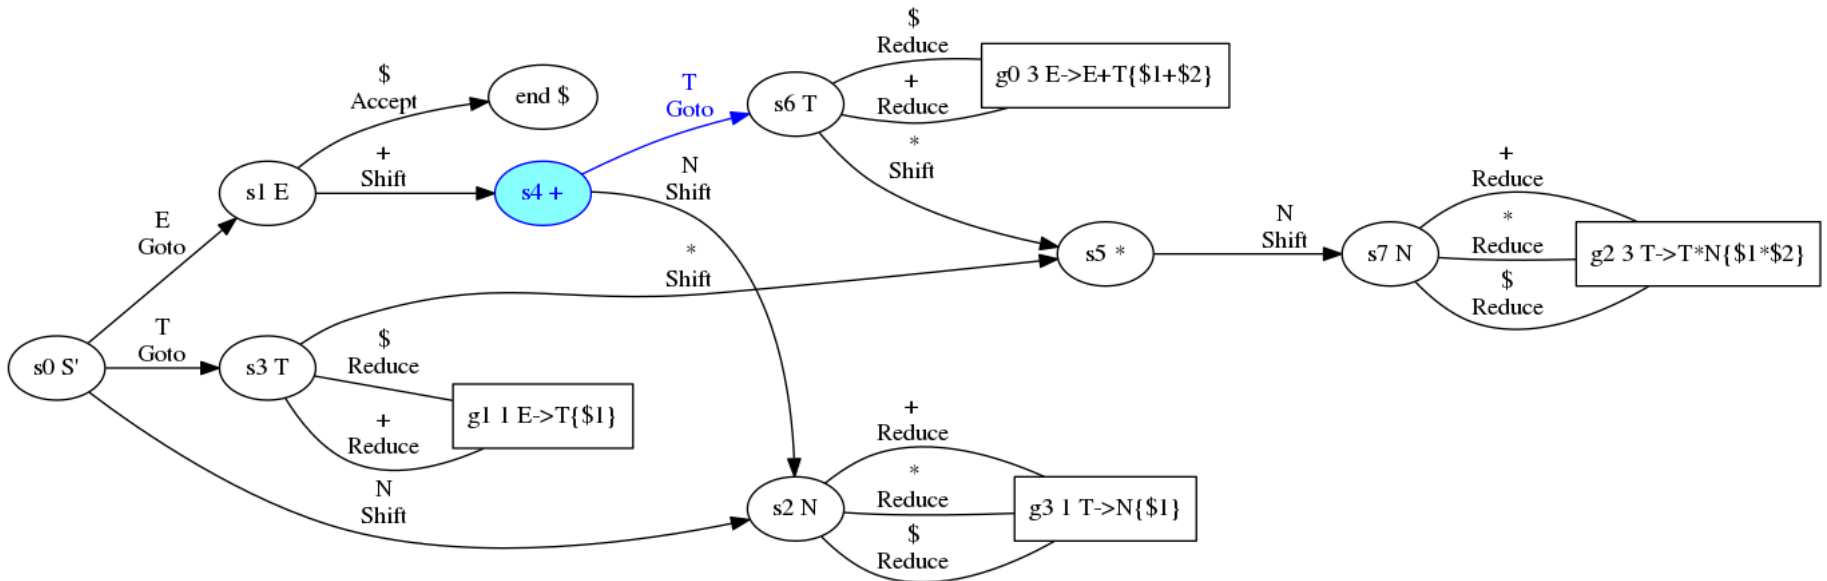 $
Reduce
g0 3 E->E+T{$1+$2}
+
Reduce
$
Accept
end $
T
Goto
s6 T
*
Shift
s1 E
+
Shift
s4 +
N
Shift
+
Reduce
*
Reduce
$
Reduce
E
Goto
*
Shift
s5 *
N
Shift
s7 N
g2 3 T->T*N{$1*$2}
s0 S'
T
Goto
s3 T
$
Reduce
+
Reduce
g1 1 E->T{$1}
N
Shift
s2 N
+
Reduce
*
Reduce
$
Reduce
g3 1 T->N{$1}